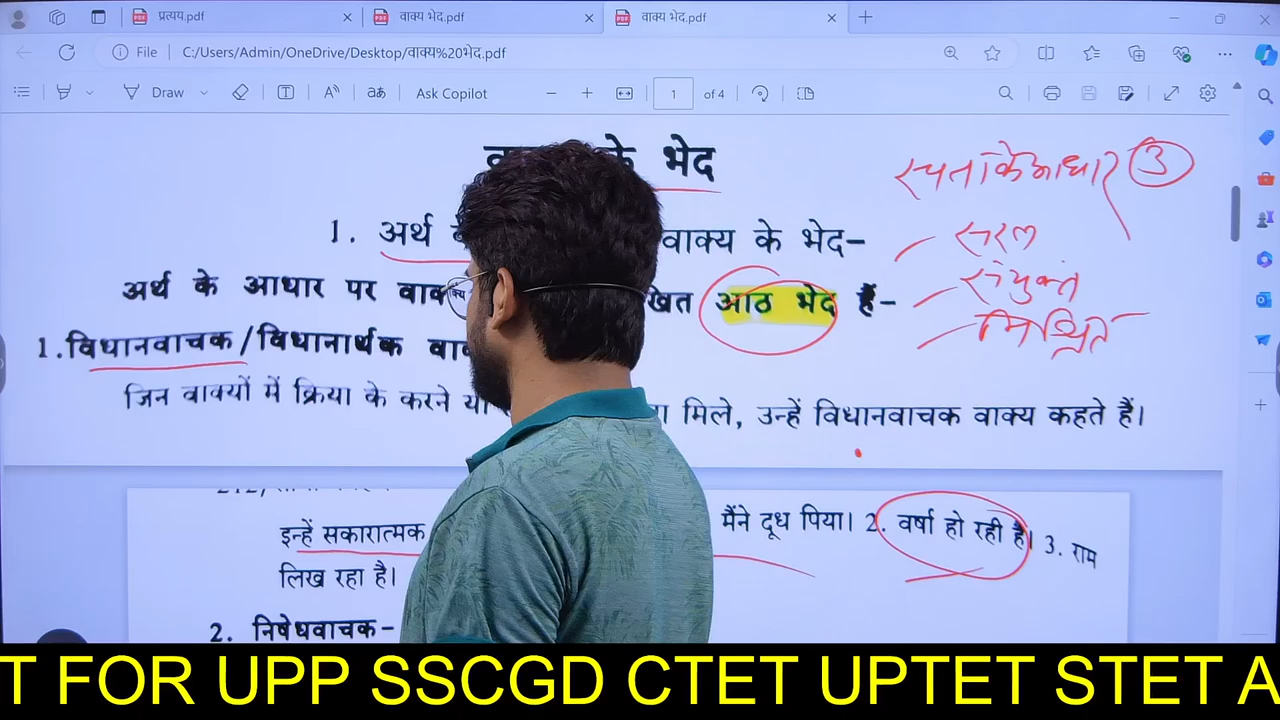 प्रत्यय.pdf
वाक्य भेद.pdf
वाक्य भेद.pdf
File C:/Users/Admin/OneDrive/Desktop/वाक्य%20भेद.pdf
Draw Ask Copilot 1 of 4
भेद
रचना के आधार 3
1. अर्थ वाक्य के भेद–
सरल
अर्थ के आधार पर आठ भेद हैं–
संयुक्त
मिश्रित
1.विधानवाचक/विधानार्थक
जिन वाक्यों में क्रिया के करने मिले, उन्हें विधानवाचक वाक्य कहते हैं।
इन्हें सकारात्मक मैंने दूध पिया। 2. वर्षा हो रही है। 3. राम
लिख रहा है।
2. निषेधवाचक–
T FOR UPP SSCGD CTET UPTET STET A